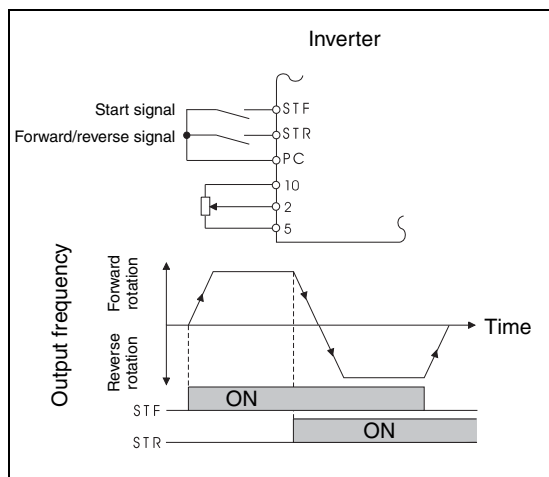 Inverter
Start signal
STF
Forward/reverse signal
STR
PC
10
2
5
Output frequency
Forward
rotation
Reverse
rotation
Time
STF
ON
STR
ON